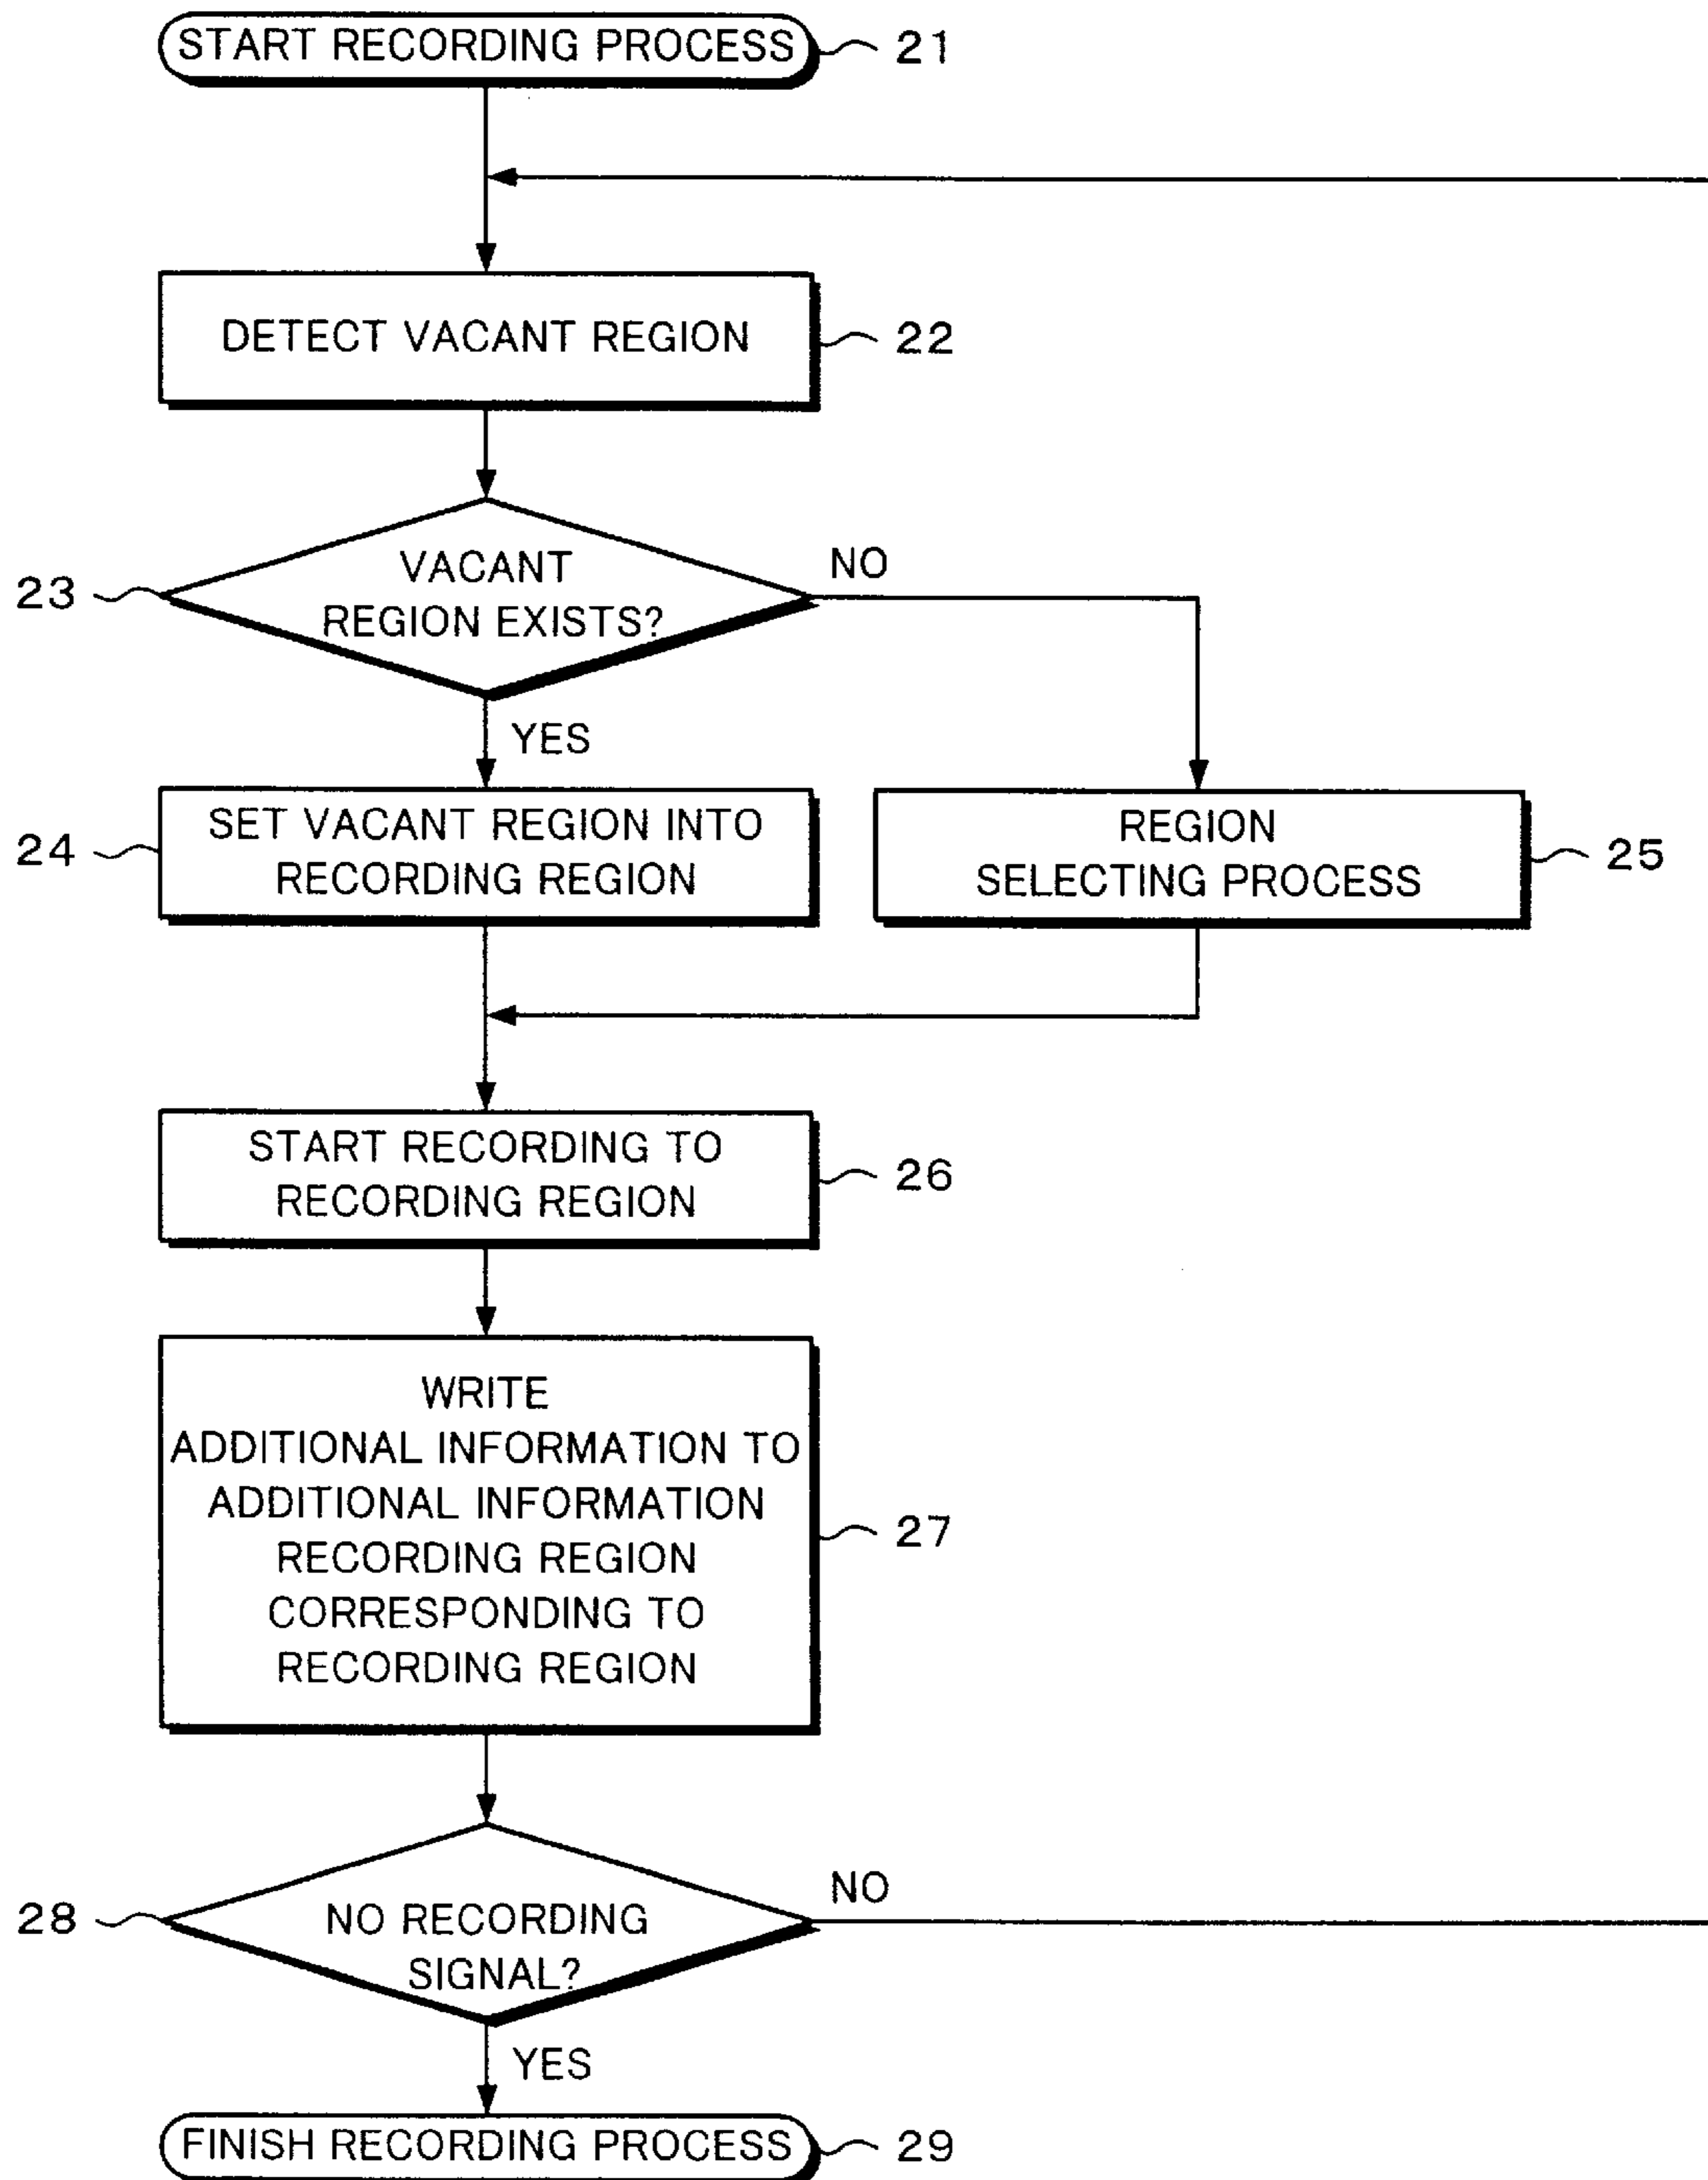 START RECORDING PROCESS
21
DETECT VACANT REGION
22
23
VACANT
REGION EXISTS?
NO
YES
24
SET VACANT REGION INTO
RECORDING REGION
REGION
SELECTING PROCESS
25
START RECORDING TO
RECORDING REGION
26
WRITE
ADDITIONAL INFORMATION TO
ADDITIONAL INFORMATION
RECORDING REGION
CORRESPONDING TO
RECORDING REGION
27
28
NO RECORDING
SIGNAL?
NO
YES
FINISH RECORDING PROCESS
29